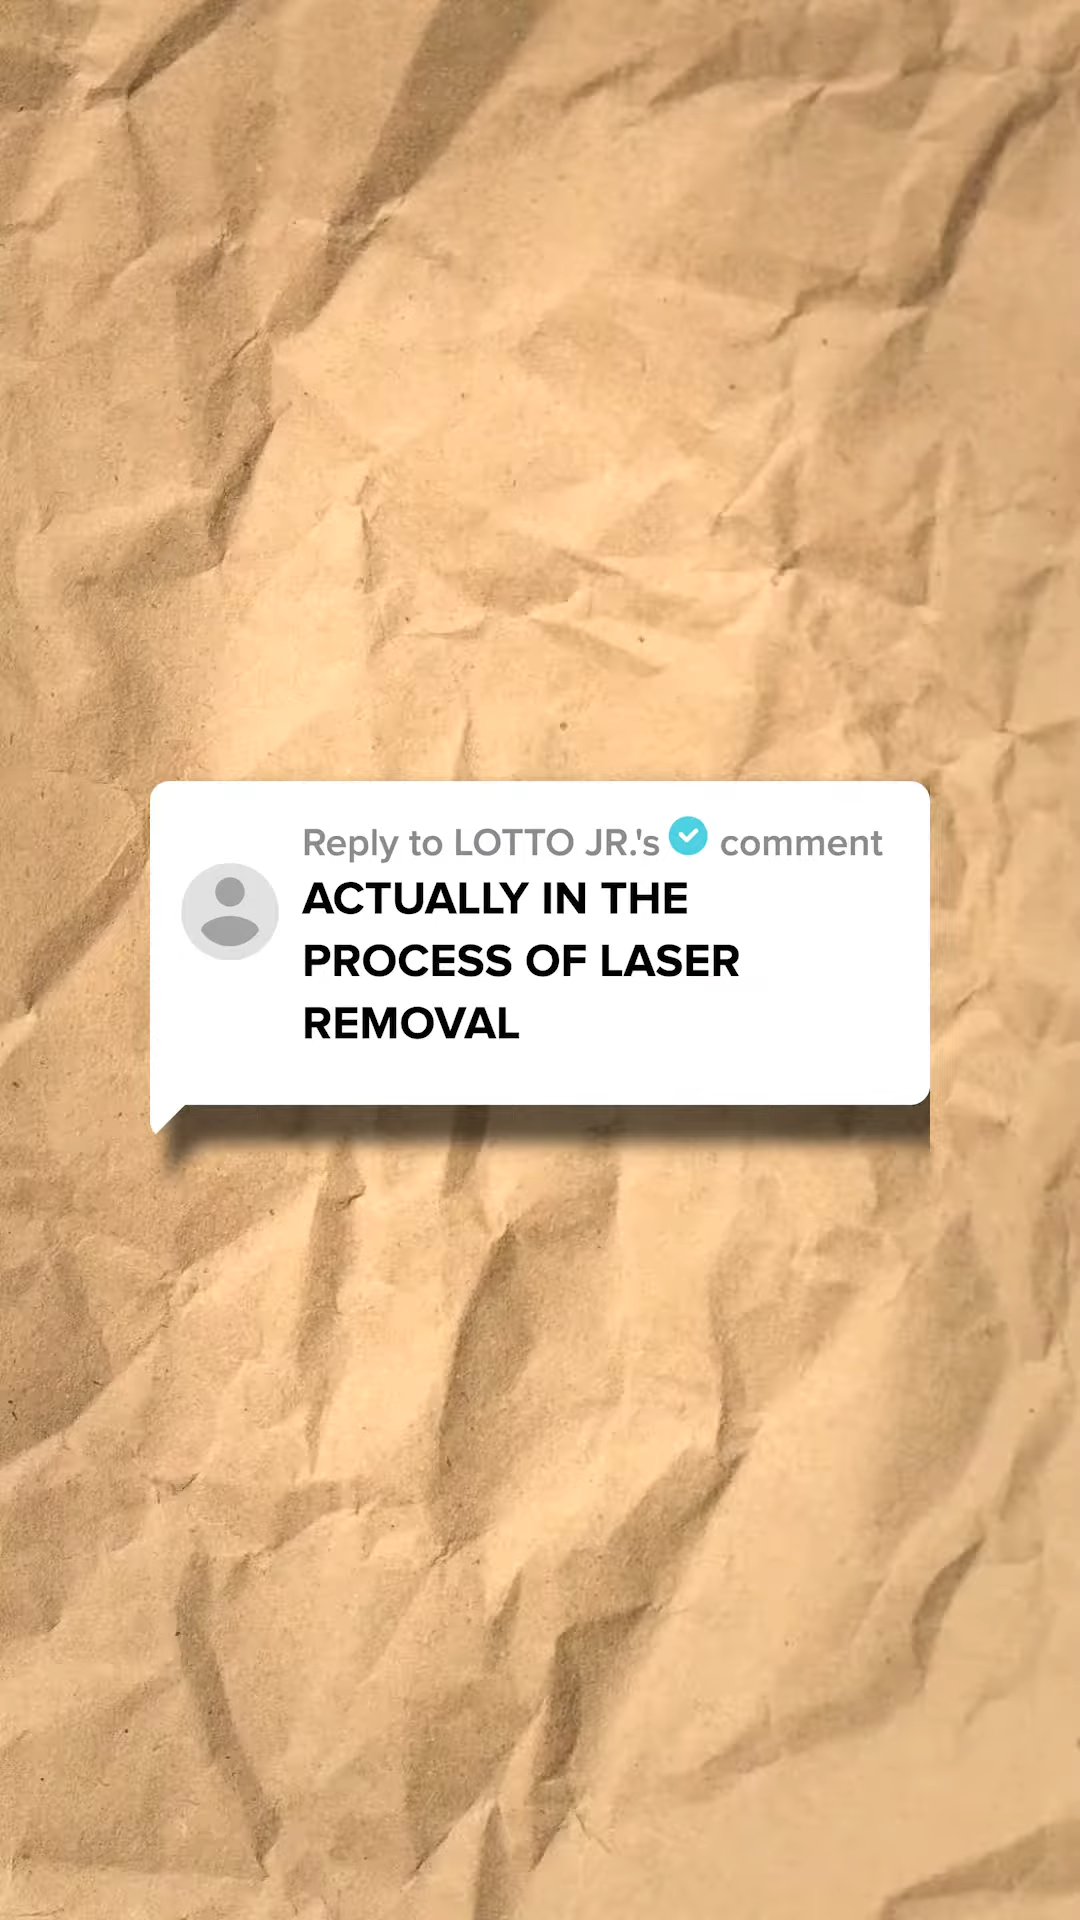 Reply to LOTTO JR.'s comment
ACTUALLY IN THE
PROCESS OF LASER
REMOVAL